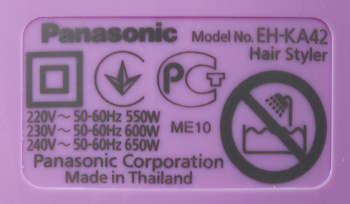 Panasonic Model No. EH-KA42
Hair Styler
220V～ 50-60Hz 550W
230V～ 50-60Hz 600W
240V～ 50-60Hz 650W
ME10
Panasonic Corporation
Made in Thailand